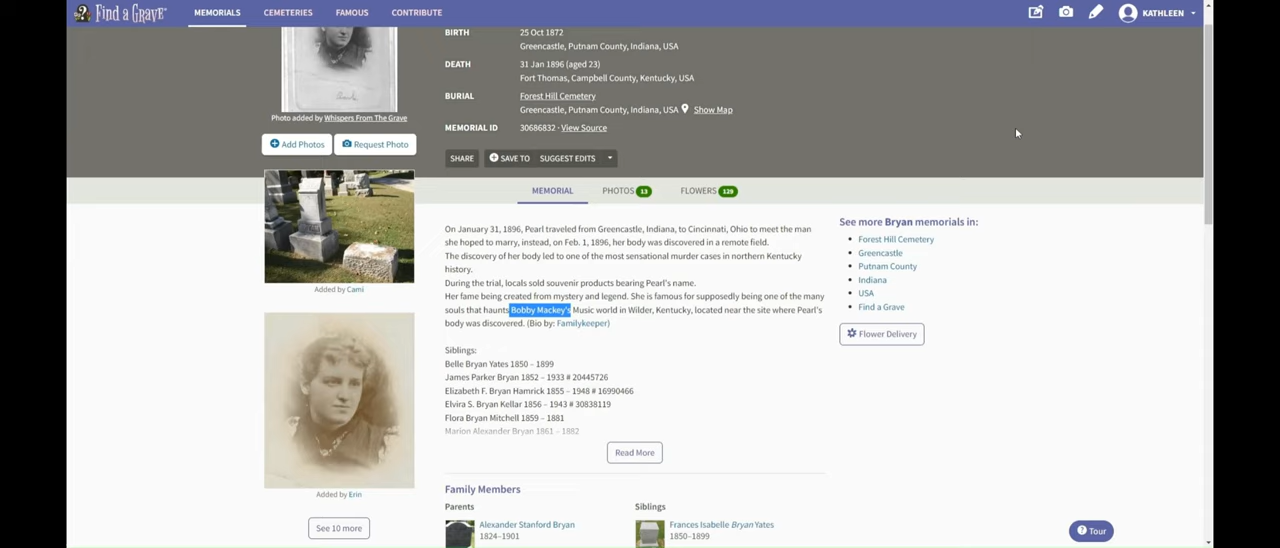 Find a Grave
MEMORIALS
CEMETERIES
FAMOUS
CONTRIBUTE
KATHLEEN
BIRTH
25 Oct 1872
Greencastle, Putnam County, Indiana, USA
DEATH
31 Jan 1896 (aged 23)
Fort Thomas, Campbell County, Kentucky, USA
BURIAL
Forest Hill Cemetery
Greencastle, Putnam County, Indiana, USA Show Map
MEMORIAL ID
30686832 · View Source
Photo added by Whispers From The Grave
Add Photos
Request Photo
SHARE
SAVE TO
SUGGEST EDITS
MEMORIAL
PHOTOS 13
FLOWERS 129
Added by Cami
Added by Erin
See 10 more
On January 31, 1896, Pearl traveled from Greencastle, Indiana, to Cincinnati, Ohio to meet the man
she hoped to marry, instead, on Feb. 1, 1896, her body was discovered in a remote field.
The discovery of her body led to one of the most sensational murder cases in northern Kentucky
history.
During the trial, locals sold souvenir products bearing Pearl's name.
Her fame being created from mystery and legend. She is famous for supposedly being one of the many
souls that haunts Bobby Mackey's Music world in Wilder, Kentucky, located near the site where Pearl's
body was discovered. (Bio by: Familykeeper)
Siblings:
Belle Bryan Yates 1850 – 1899
James Parker Bryan 1852 – 1933 # 20445726
Elizabeth F. Bryan Hamrick 1855 – 1948 # 16990466
Elvira S. Bryan Kellar 1856 – 1943 # 30838119
Flora Bryan Mitchell 1859 – 1881
Marion Alexander Bryan 1861 – 1882
Read More
Family Members
Parents
Alexander Stanford Bryan
1824–1901
Siblings
Frances Isabelle Bryan Yates
1850–1899
See more Bryan memorials in:
Forest Hill Cemetery
Greencastle
Putnam County
Indiana
USA
Find a Grave
Flower Delivery
Tour